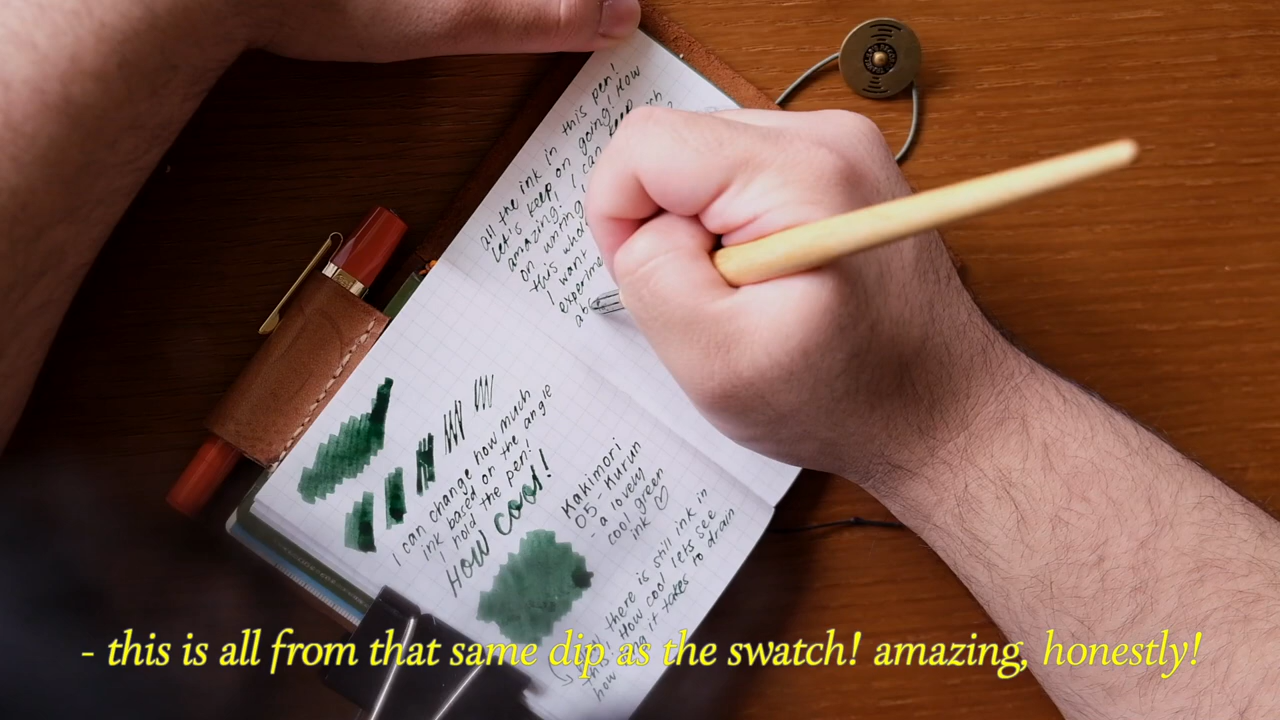 all the ink in this pen!
let's keep on going! How
amazing! I can keep
on writing
this
I want
experime
I can change how much
ink based on the angle
I hold the pen!
HOW COOL!
Kakimori
05 - Kurun
- a lovely
cool green
ink ♡
there is still ink in
this! How cool lets see
how it takes to drain
- this is all from that same dip as the swatch! amazing, honestly!